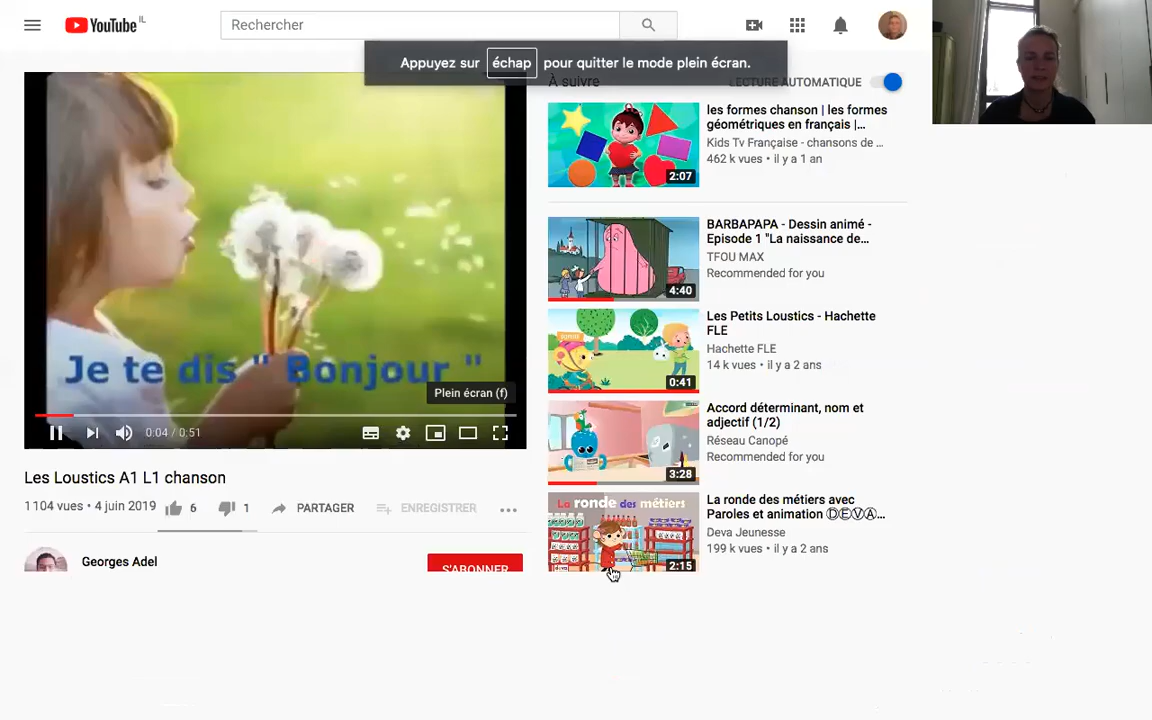 YouTube IL
Rechercher
Appuyez sur échap pour quitter le mode plein écran.
À suivre
LECTURE AUTOMATIQUE
Je te dis " Bonjour "
Plein écran (f)
0:04 / 0:51
Les Loustics A1 L1 chanson
1 104 vues • 4 juin 2019
6
1
PARTAGER
ENREGISTRER
Georges Adel
S'ABONNER
2:07
les formes chanson | les formes
géométriques en français |...
Kids Tv Française - chansons de ...
462 k vues • il y a 1 an
4:40
BARBAPAPA - Dessin animé -
Episode 1 "La naissance de...
TFOU MAX
Recommended for you
0:41
Les Petits Loustics - Hachette
FLE
Hachette FLE
14 k vues • il y a 2 ans
3:28
Accord déterminant, nom et
adjectif (1/2)
Réseau Canopé
Recommended for you
La ronde des métiers
2:15
La ronde des métiers avec
Paroles et animation ⒹⒺⓋⒶ...
Deva Jeunesse
199 k vues • il y a 2 ans